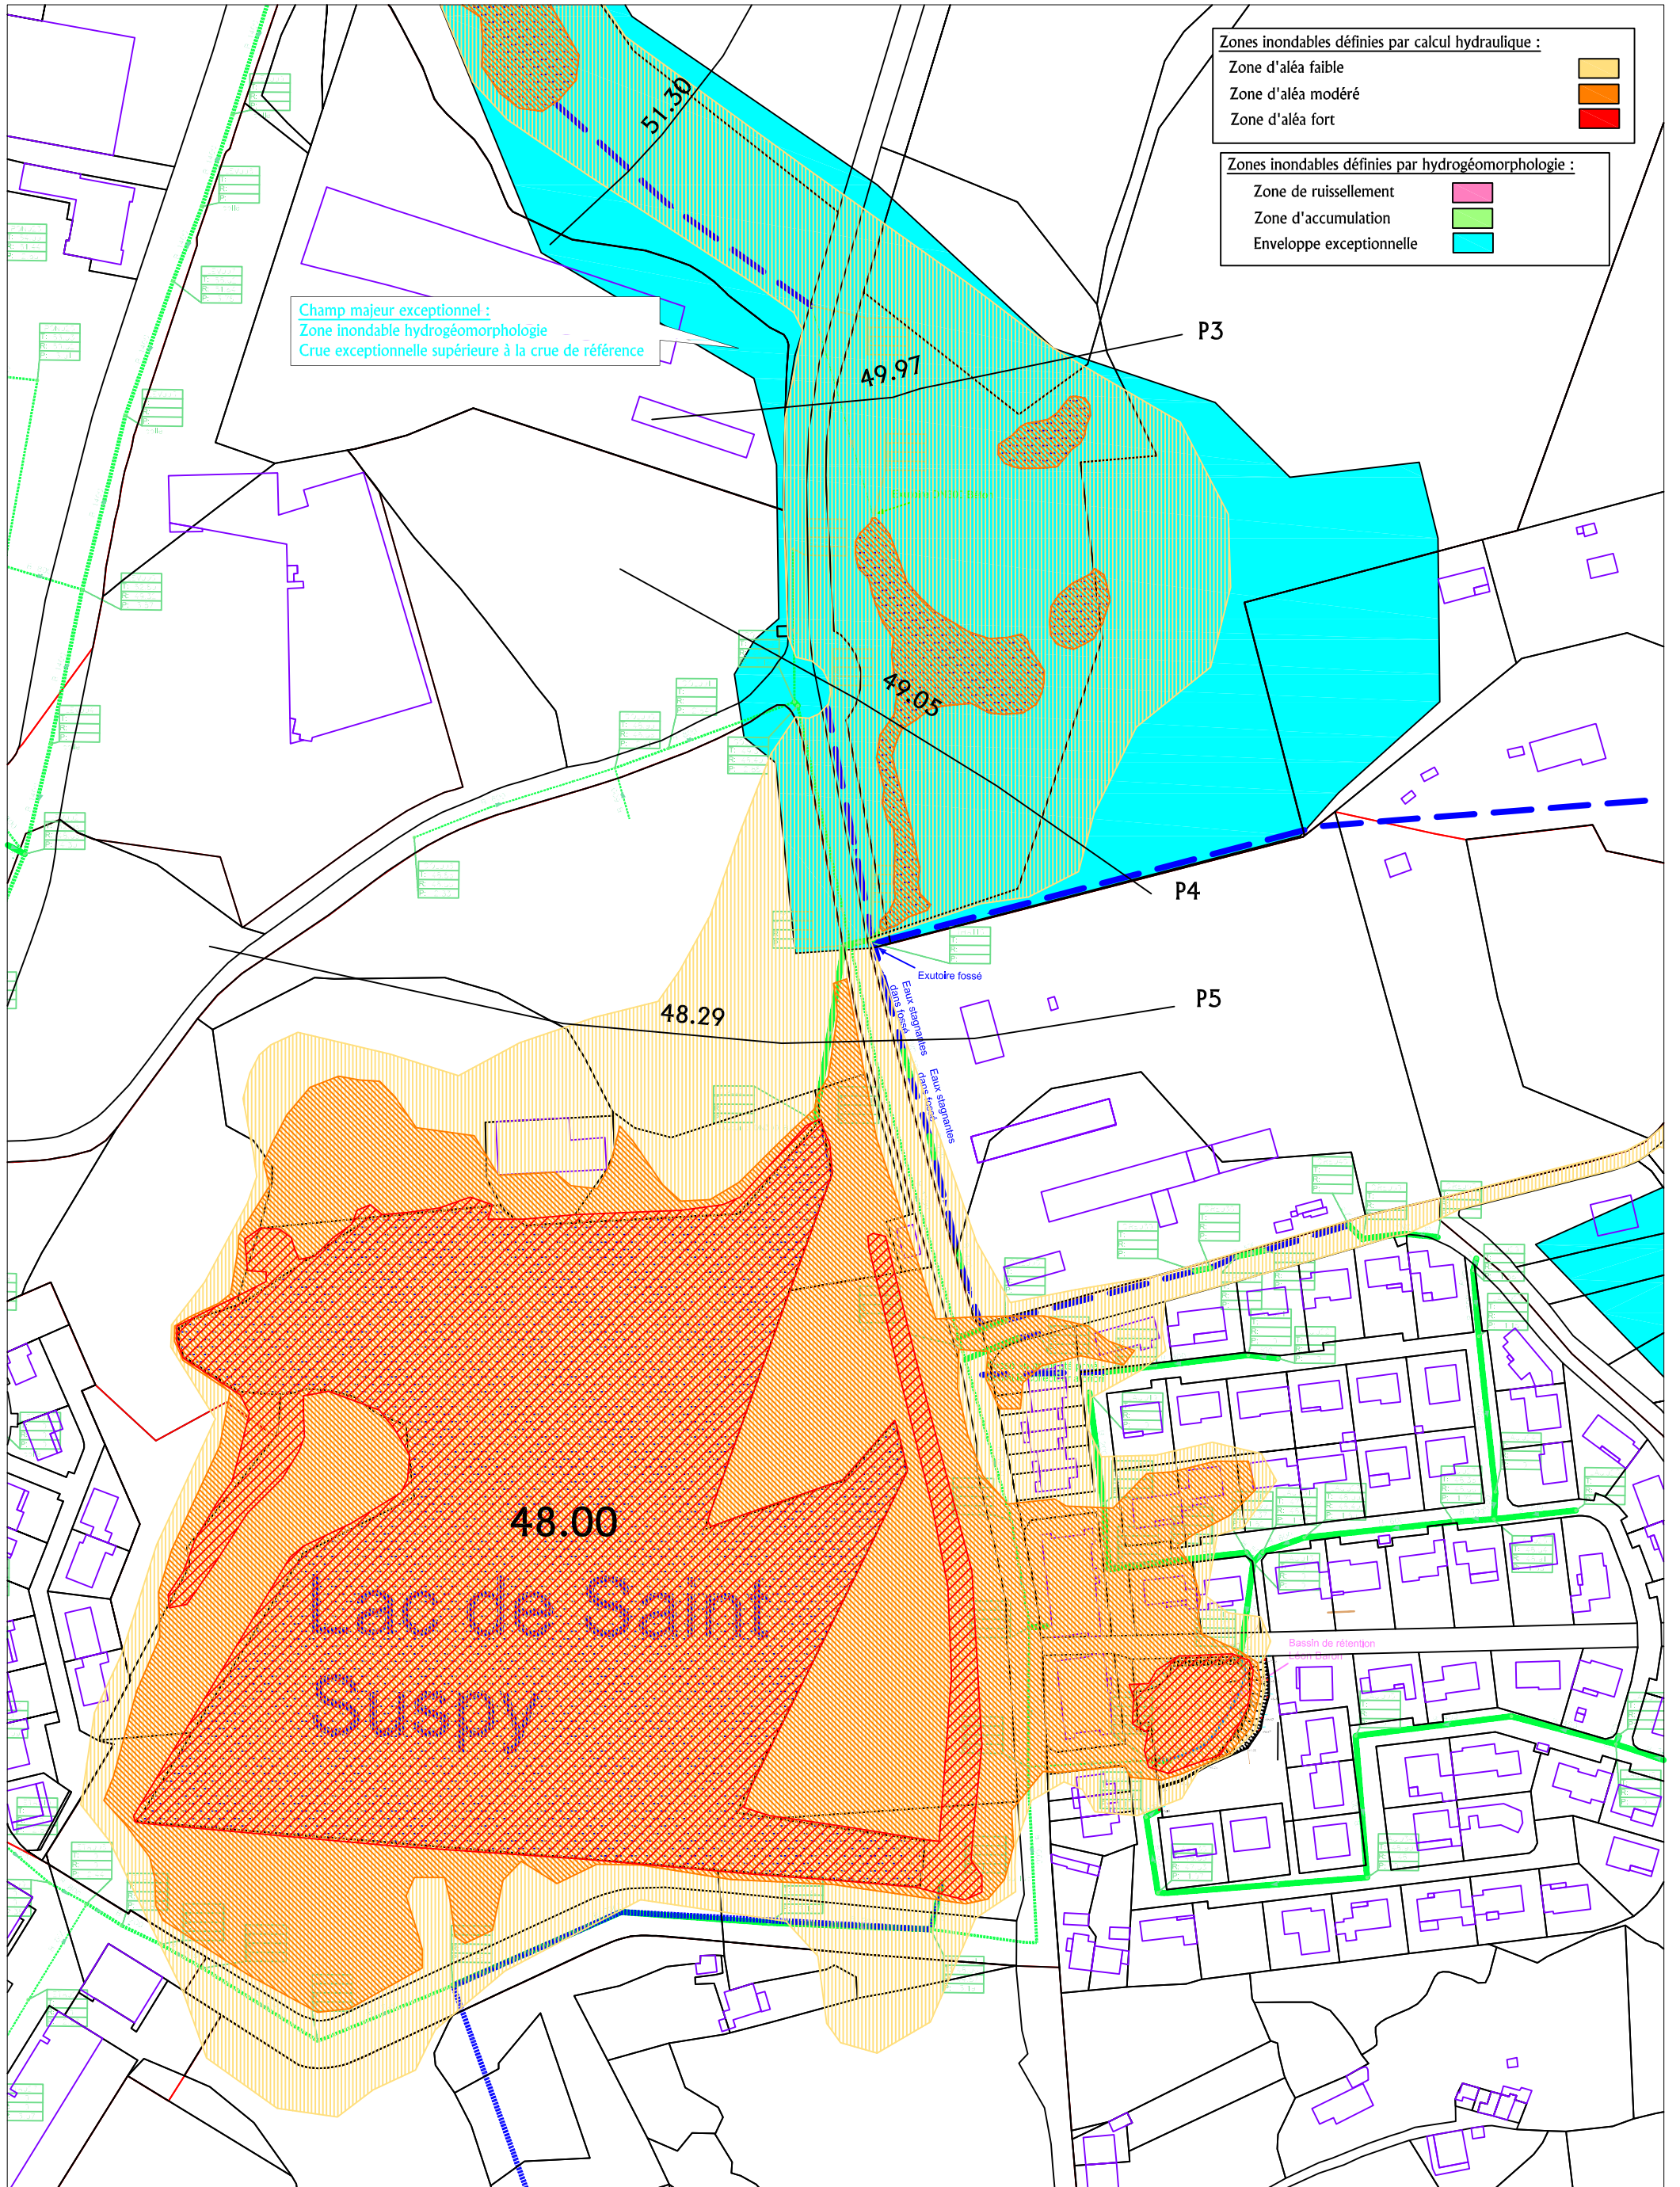 Zones inondables définies par calcul hydraulique :
Zone d'aléa faible
Zone d'aléa modéré
Zone d'aléa fort
Zones inondables définies par hydrogéomorphologie :
Zone de ruissellement
Zone d'accumulation
Enveloppe exceptionnelle
51.30
Champ majeur exceptionnel :
Zone inondable hydrogéomorphologie
Crue exceptionnelle supérieure à la crue de référence
P3
49.97
49.05
P4
Exutoire fossé
Eaux stagnantes
dans fossé
P5
48.29
Eaux stagnantes
dans fossé
48.00
Lac de Saint
Suspy
Bassin de rétention
Léon Baron